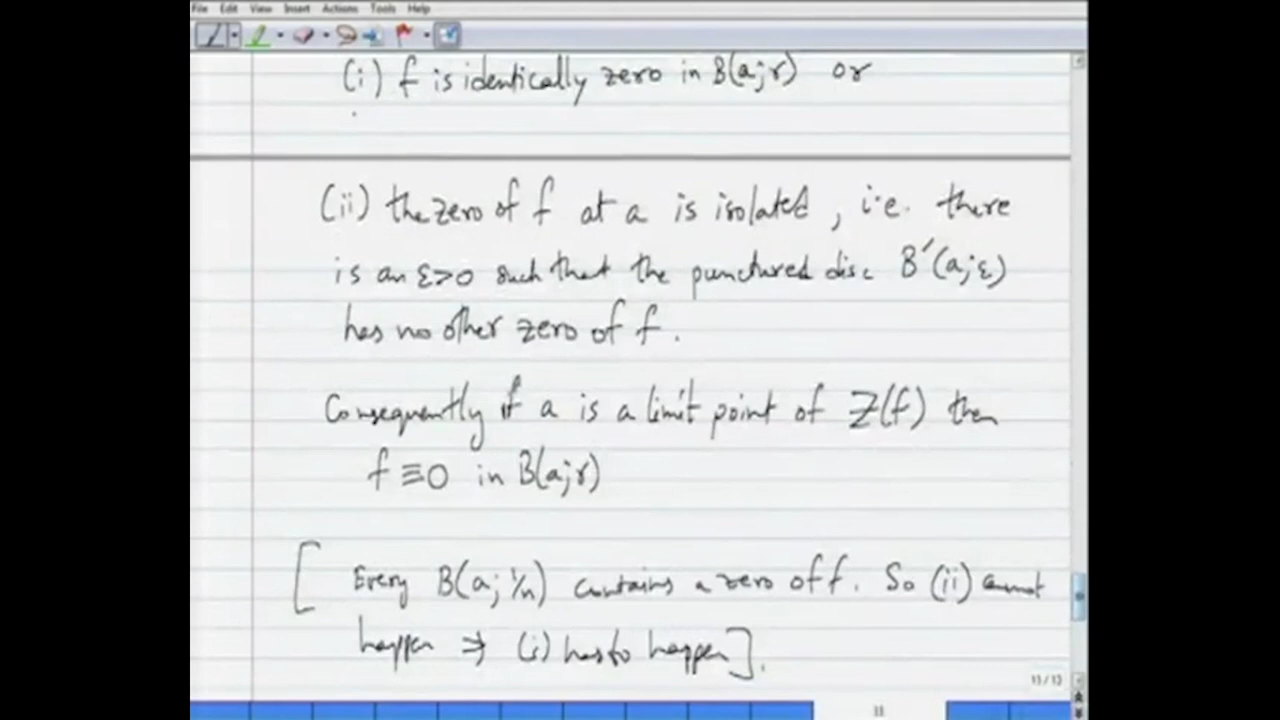 File Edit View Insert Actions Tools Help
(i) f is identically zero in B(a;r) or
(ii) the zero of f at a is isolated, i.e. there
is an ε>0 such that the punctured disc B'(a;ε)
has no other zero of f.
Consequently if a is a limit point of Z(f) then
f ≡ 0 in B(a;r)
[ Every B(a; 1/n) contains a zero of f. So (ii) cannot
happen ⇒ (i) has to happen ].
13/13